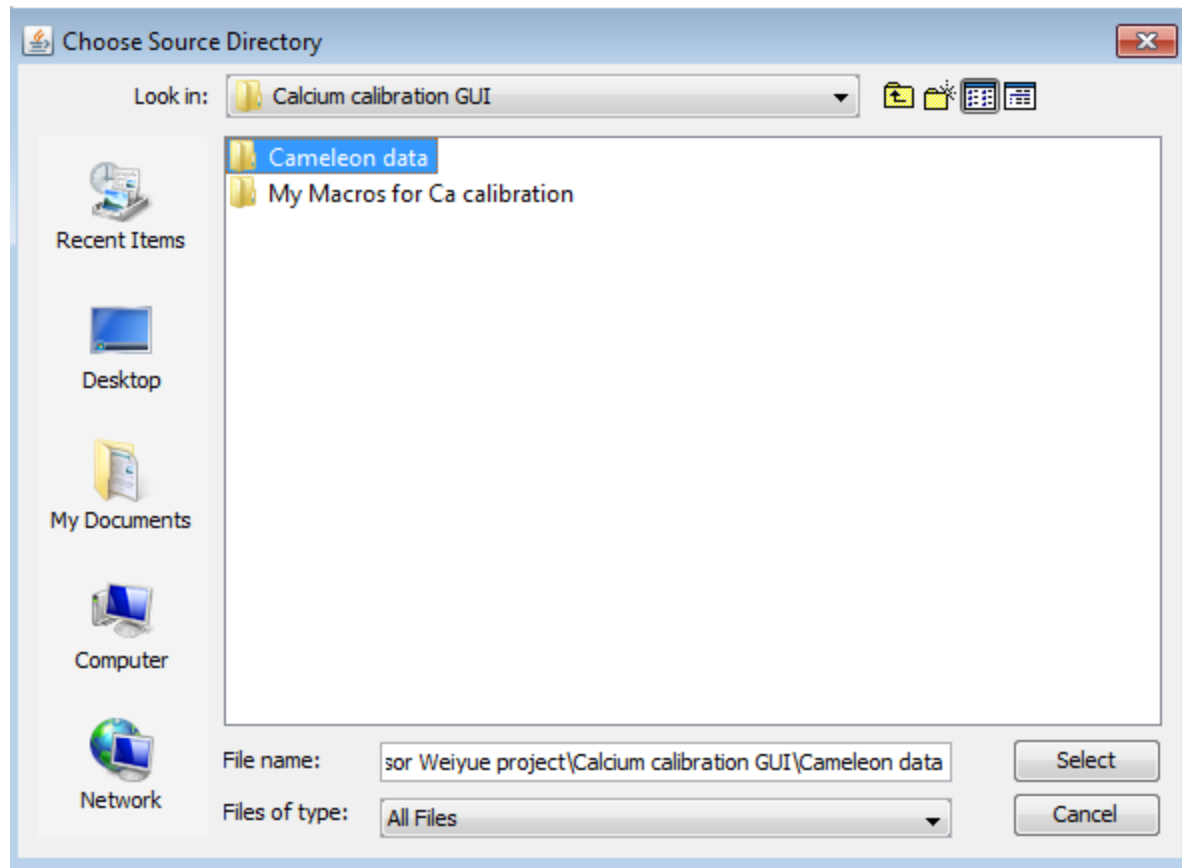 Choose Source Directory
Look in:
Calcium calibration GUI
Cameleon data
My Macros for Ca calibration
Recent Items
Desktop
My Documents
Computer
Network
File name:
sor Weiyue project\Calcium calibration GUI\Cameleon data
Select
Files of type:
All Files
Cancel